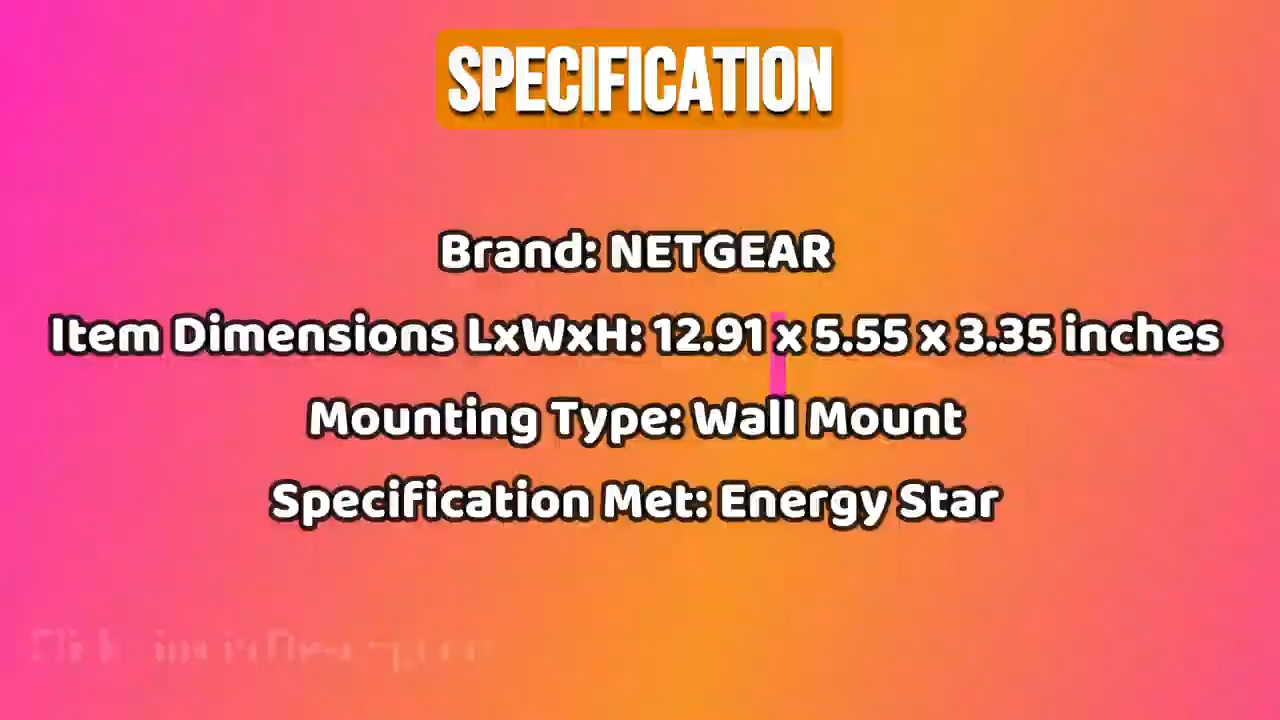 SPECIFICATION
Brand: NETGEAR
Item Dimensions LxWxH: 12.91 x 5.55 x 3.35 inches
Mounting Type: Wall Mount
Specification Met: Energy Star